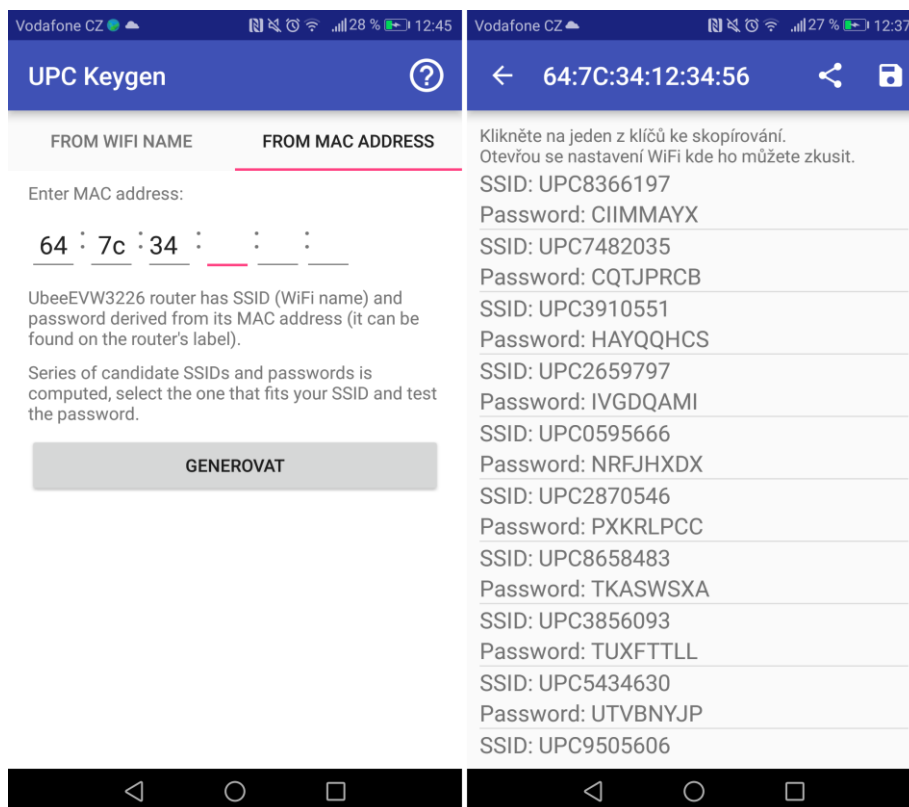 Vodafone CZ 28 % 12:45
UPC Keygen
FROM WIFI NAME FROM MAC ADDRESS
Enter MAC address:
64 : 7c : 34 : : :
UbeeEVW3226 router has SSID (WiFi name) and
password derived from its MAC address (it can be
found on the router's label).
Series of candidate SSIDs and passwords is
computed, select the one that fits your SSID and test
the password.
GENEROVAT
Vodafone CZ 27 % 12:37
64:7C:34:12:34:56
Klikněte na jeden z klíčů ke skopírování.
Otevřou se nastavení WiFi kde ho můžete zkusit.
SSID: UPC8366197
Password: CIIMMAYX
SSID: UPC7482035
Password: CQTJPRCB
SSID: UPC3910551
Password: HAYQQHCS
SSID: UPC2659797
Password: IVGDQAMI
SSID: UPC0595666
Password: NRFJHXDX
SSID: UPC2870546
Password: PXKRLPCC
SSID: UPC8658483
Password: TKASWSXA
SSID: UPC3856093
Password: TUXFTTLL
SSID: UPC5434630
Password: UTVBNYJP
SSID: UPC9505606